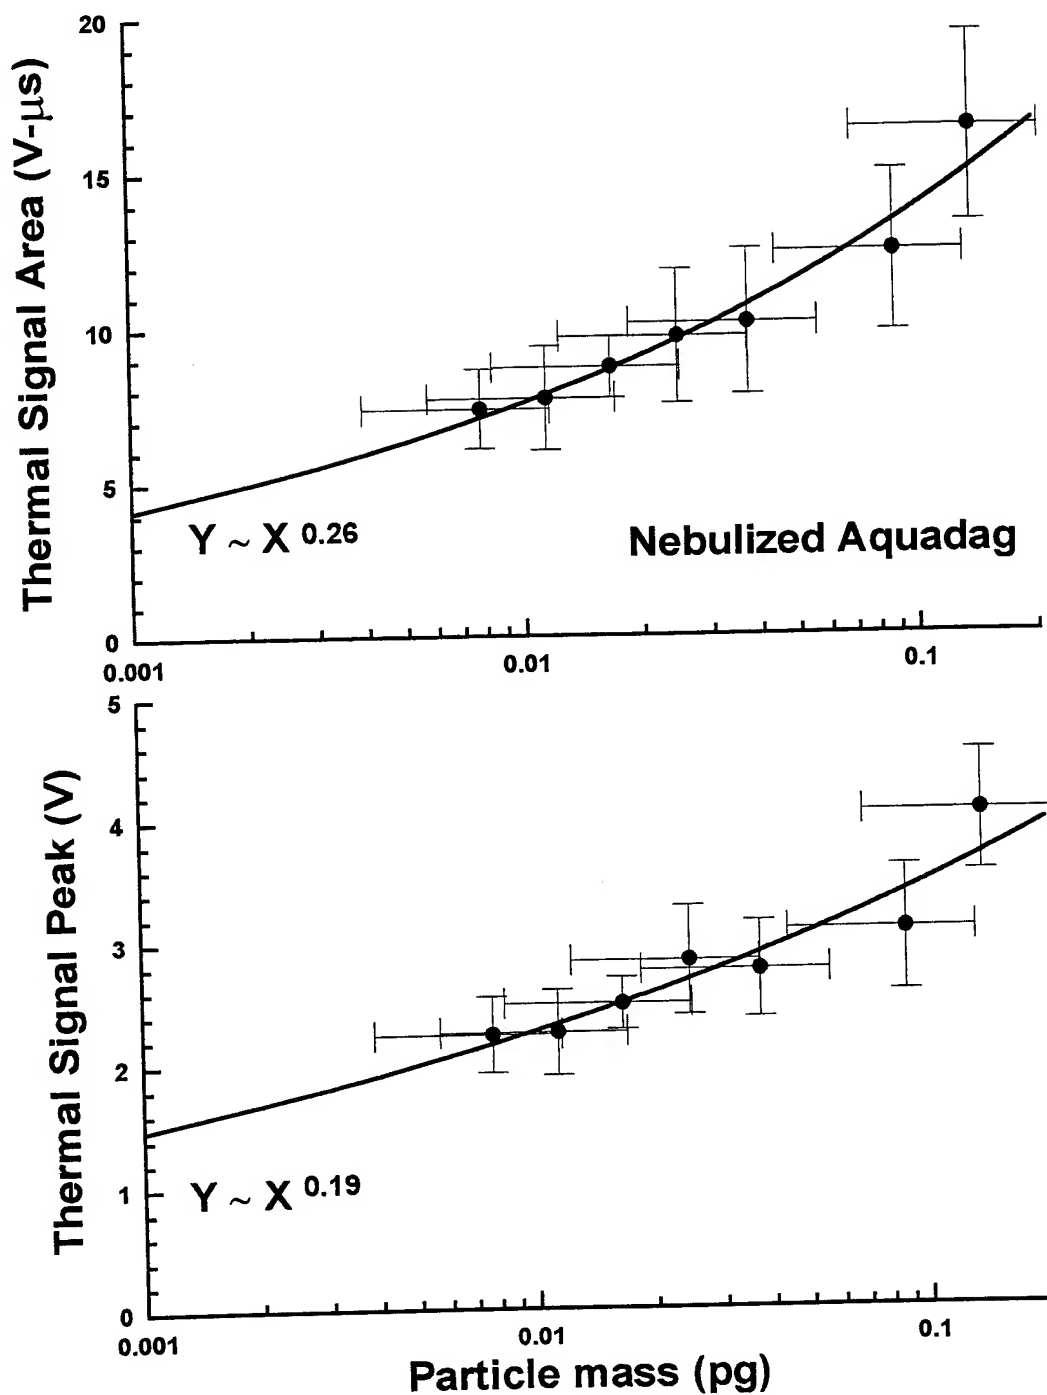 Thermal Signal Area (V-μs)
20
15
10
5
0
Y ~ X 0.26
Nebulized Aquadag
0.001
0.01
0.1
Thermal Signal Peak (V)
5
4
3
2
1
0
Y ~ X 0.19
0.001
0.01
0.1
Particle mass (pg)